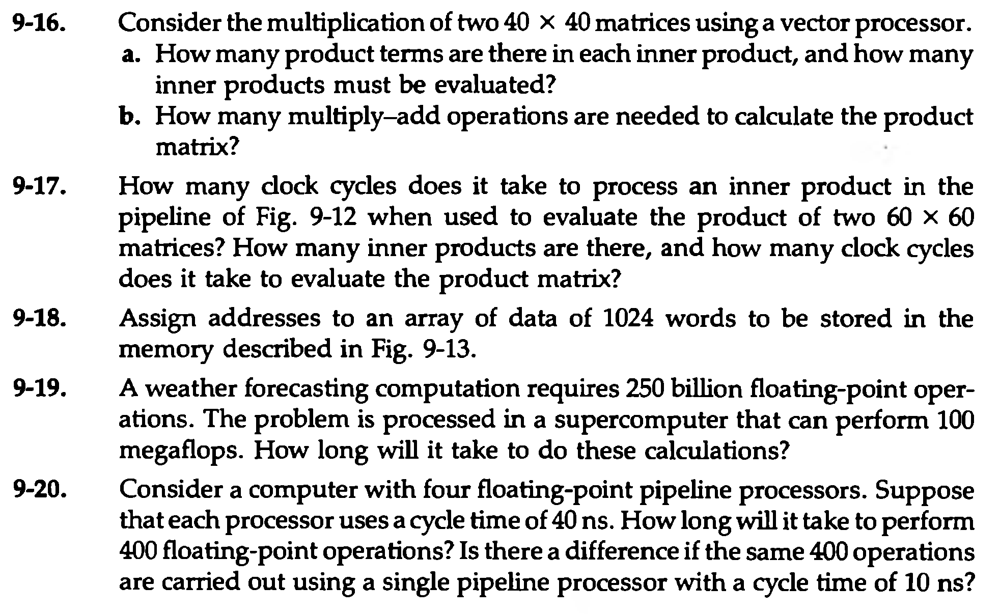 9-16. Consider the multiplication of two 40 × 40 matrices using a vector processor.
a. How many product terms are there in each inner product, and how many
inner products must be evaluated?
b. How many multiply–add operations are needed to calculate the product
matrix?
9-17. How many clock cycles does it take to process an inner product in the
pipeline of Fig. 9-12 when used to evaluate the product of two 60 × 60
matrices? How many inner products are there, and how many clock cycles
does it take to evaluate the product matrix?
9-18. Assign addresses to an array of data of 1024 words to be stored in the
memory described in Fig. 9-13.
9-19. A weather forecasting computation requires 250 billion floating-point oper-
ations. The problem is processed in a supercomputer that can perform 100
megaflops. How long will it take to do these calculations?
9-20. Consider a computer with four floating-point pipeline processors. Suppose
that each processor uses a cycle time of 40 ns. How long will it take to perform
400 floating-point operations? Is there a difference if the same 400 operations
are carried out using a single pipeline processor with a cycle time of 10 ns?